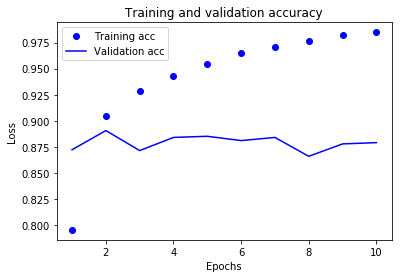 Training and validation accuracy
Training acc
Validation acc
0.975
0.950
0.925
0.900
0.875
0.850
0.825
0.800
Loss
2
4
6
8
10
Epochs